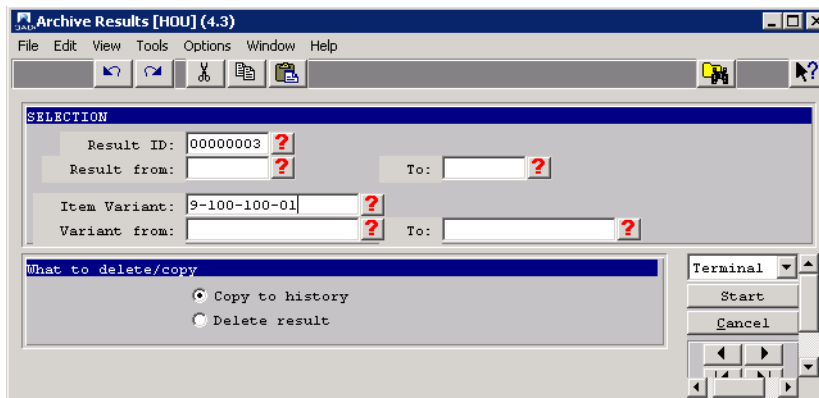 Archive Results [HOU] (4.3)
File Edit View Tools Options Window Help
SELECTION
Result ID: 00000003 ?
Result from: ? To: ?
Item Variant: 9-100-100-01 ?
Variant from: ? To: ?
What to delete/copy
Copy to history
Delete result
Terminal
Start
Cancel